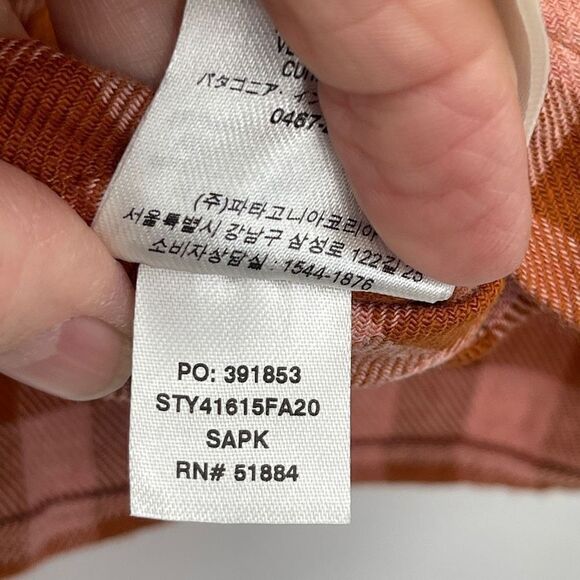 パタゴニア・イン
0467-
(주)파타고니아코리아
서울특별시 강남구 삼성로 122길 25
소비자상담실 : 1544-1876
PO: 391853
STY41615FA20
SAPK
RN# 51884